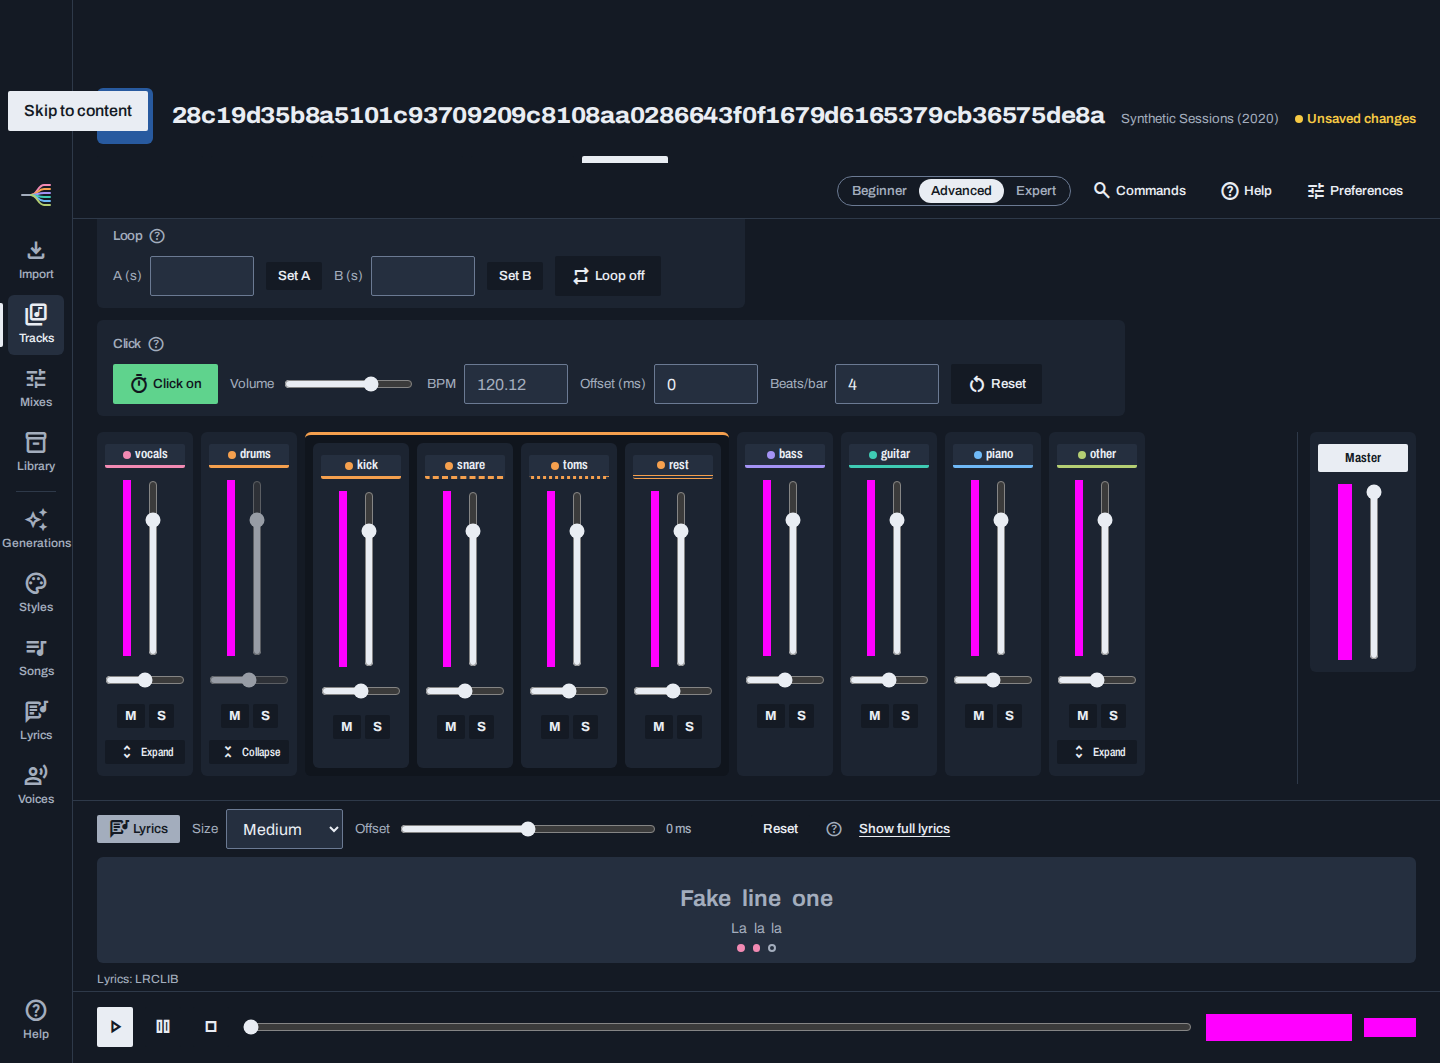 Skip to content
28c19d35b8a5101c93709209c8108aa0286643f0f1679d6165379cb36575de8a Synthetic Sessions (2020) Unsaved changes
Beginner Advanced Expert Commands Help Preferences
Import
Tracks
Mixes
Library
Generations
Styles
Songs
Lyrics
Voices
Help
Loop
A (s) Set A B (s) Set B Loop off
Click
Click on Volume BPM 120.12 Offset (ms) 0 Beats/bar 4 Reset
vocals drums kick snare toms rest bass guitar piano other Master
M S M S M S M S M S M S M S M S M S M S
Expand Collapse Expand
Lyrics Size Medium Offset 0 ms Reset Show full lyrics
Fake line one
La la la
Lyrics: LRCLIB